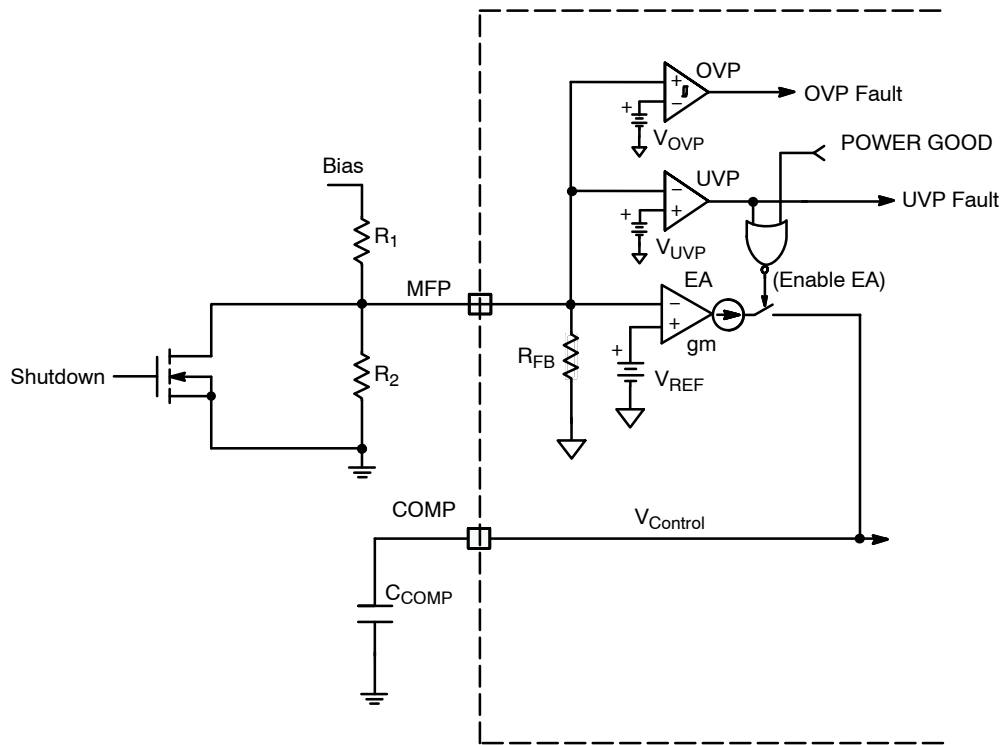 OVP
+
−
OVP Fault
+
V_OVP
POWER GOOD
Bias
UVP
−
+
UVP Fault
+
V_UVP
R_1
MFP
EA
(Enable EA)
−
+
gm
R_FB
+
V_REF
Shutdown
R_2
COMP
V_Control
C_COMP